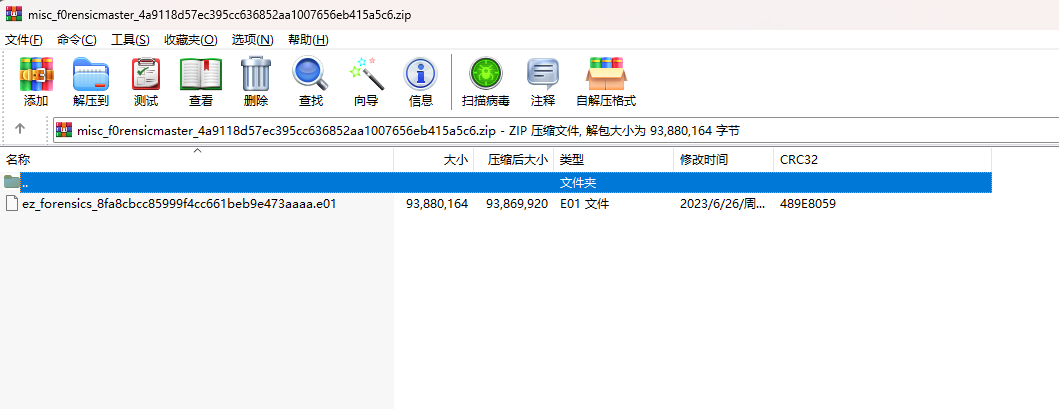 misc_f0rensicmaster_4a9118d57ec395cc636852aa1007656eb415a5c6.zip
文件(F) 命令(C) 工具(S) 收藏夹(O) 选项(N) 帮助(H)
添加 解压到 测试 查看 删除 查找 向导 信息 扫描病毒 注释 自解压格式
misc_f0rensicmaster_4a9118d57ec395cc636852aa1007656eb415a5c6.zip - ZIP 压缩文件, 解包大小为 93,880,164 字节
名称 大小 压缩后大小 类型 修改时间 CRC32
.. 文件夹
ez_forensics_8fa8cbcc85999f4cc661beb9e473aaaa.e01 93,880,164 93,869,920 E01 文件 2023/6/26/周... 489E8059